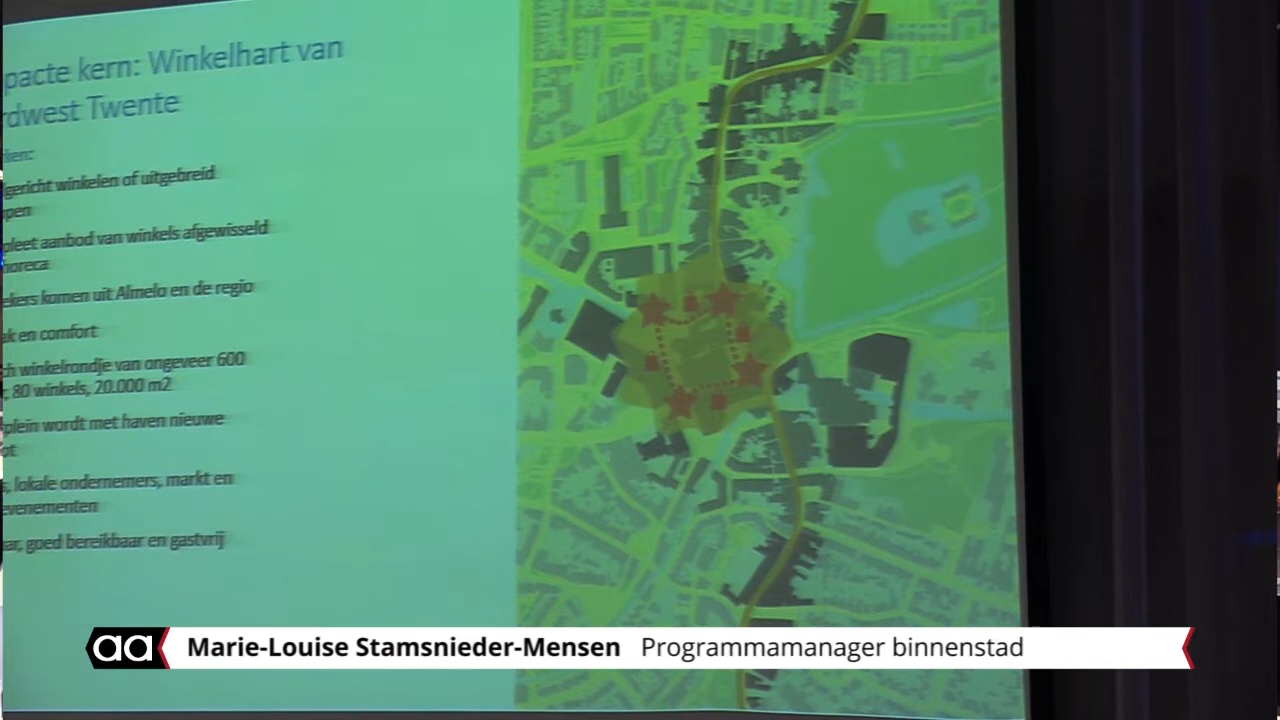 pacte kern: Winkelhart van
rdwest Twente
ken:
gericht winkelen of uitgebreid
pen
pleet aanbod van winkels afgewisseld
horeca
ekers komen uit Almelo en de regio
ak en comfort
ch winkelrondje van ongeveer 600
r: 80 winkels, 20.000 m2
plein wordt met haven nieuwe
ot
s, lokale ondernemers, markt en
evenementen
aar, goed bereikbaar en gastvrij
aa
Marie-Louise Stamsnieder-Mensen Programmamanager binnenstad